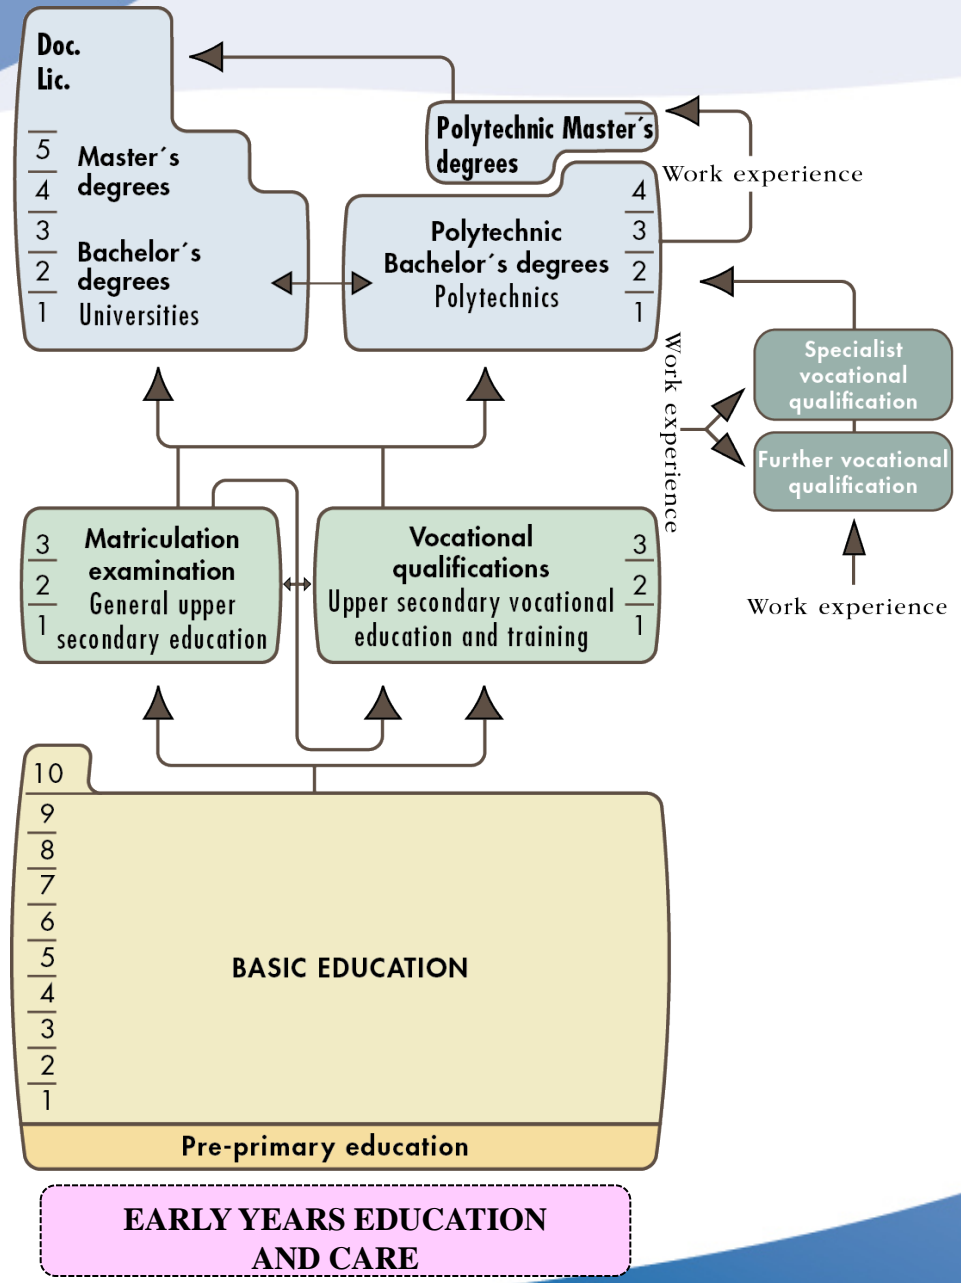 Doc.
Lic.
5
4
3
2
1
Master´s
degrees
Bachelor´s
degrees
Universities
Polytechnic Master´s
degrees
Work experience
Polytechnic
Bachelor´s degrees
Polytechnics
4
3
2
1
Work experience
Specialist
vocational
qualification
Further vocational
qualification
Work experience
3
2
1
Matriculation
examination
General upper
secondary education
Vocational
qualifications
Upper secondary vocational
education and training
3
2
1
10
9
8
7
6
5
4
3
2
1
BASIC EDUCATION
Pre-primary education
EARLY YEARS EDUCATION
AND CARE